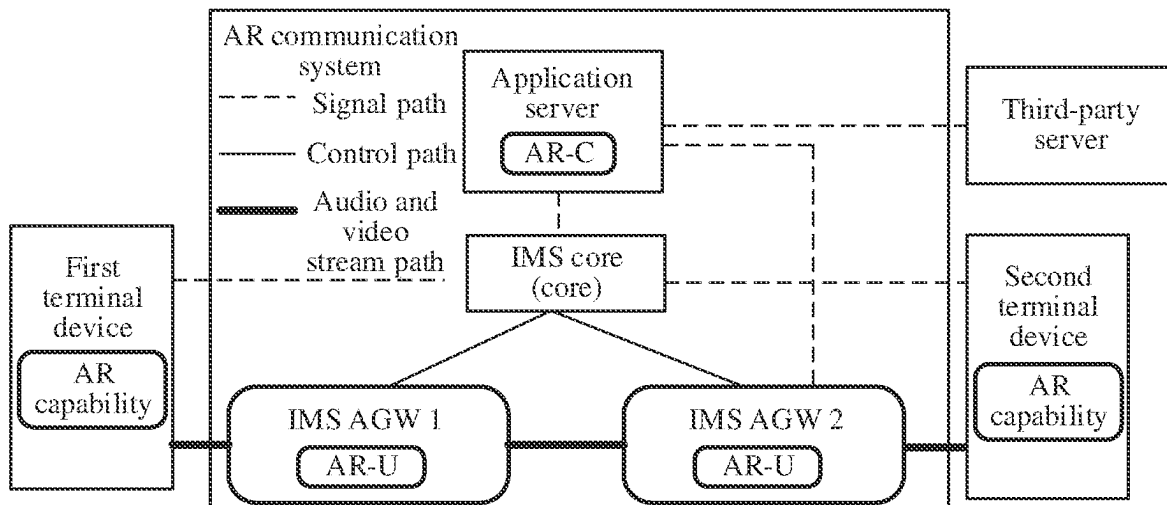 AR communication
system
Signal path
Control path
Audio and
video
stream path
Application
server
AR-C
Third-party
server
IMS core
(core)
First
terminal
device
AR
capability
Second
terminal
device
AR
capability
IMS AGW 1
AR-U
IMS AGW 2
AR-U